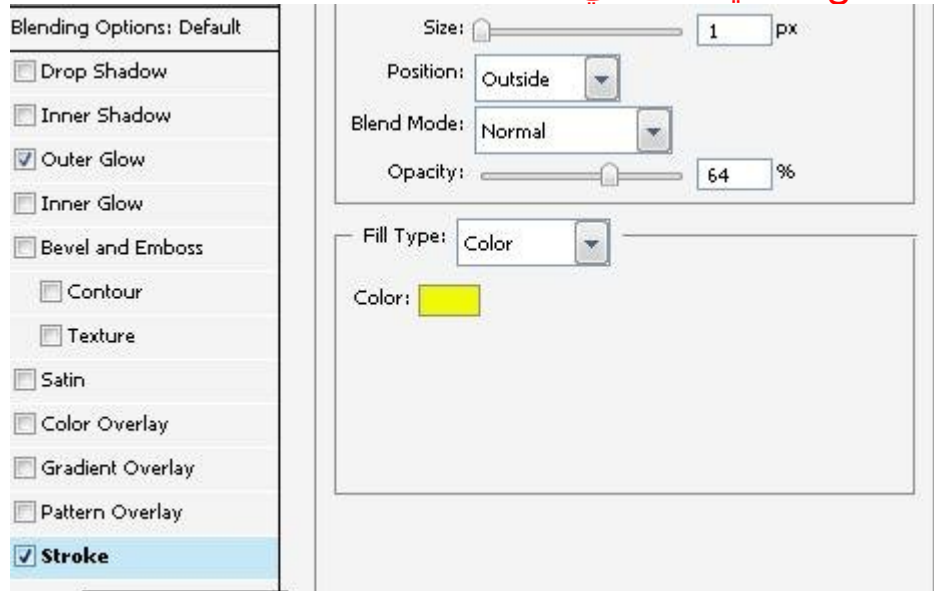 Blending Options: Default
Drop Shadow
Inner Shadow
Outer Glow
Inner Glow
Bevel and Emboss
Contour
Texture
Satin
Color Overlay
Gradient Overlay
Pattern Overlay
Stroke
Size: 1 px
Position: Outside
Blend Mode: Normal
Opacity: 64 %
Fill Type: Color
Color: